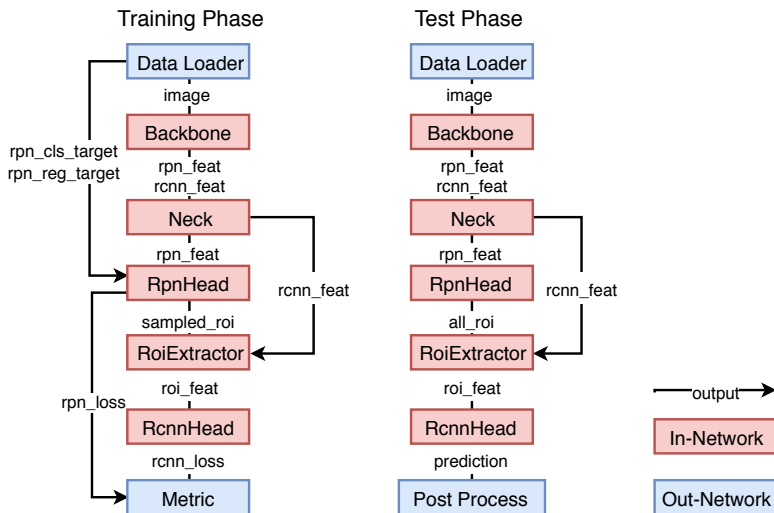 Training Phase
Data Loader
image
Backbone
rpn_cls_target
rpn_reg_target
rpn_feat
rcnn_feat
Neck
rpn_feat
RpnHead
rcnn_feat
sampled_roi
RoiExtractor
roi_feat
rpn_loss
RcnnHead
rcnn_loss
Metric
Test Phase
Data Loader
image
Backbone
rpn_feat
rcnn_feat
Neck
rpn_feat
RpnHead
rcnn_feat
all_roi
RoiExtractor
roi_feat
RcnnHead
prediction
Post Process
output
In-Network
Out-Network